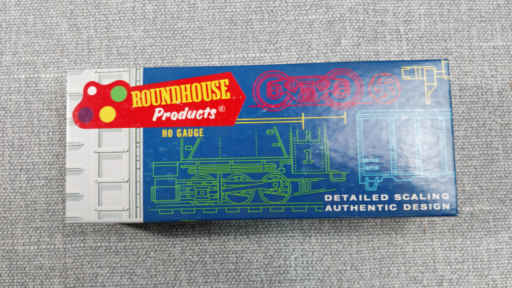 ROUNDHOUSE
Products®
HO GAUGE
DETAILED SCALING
AUTHENTIC DESIGN